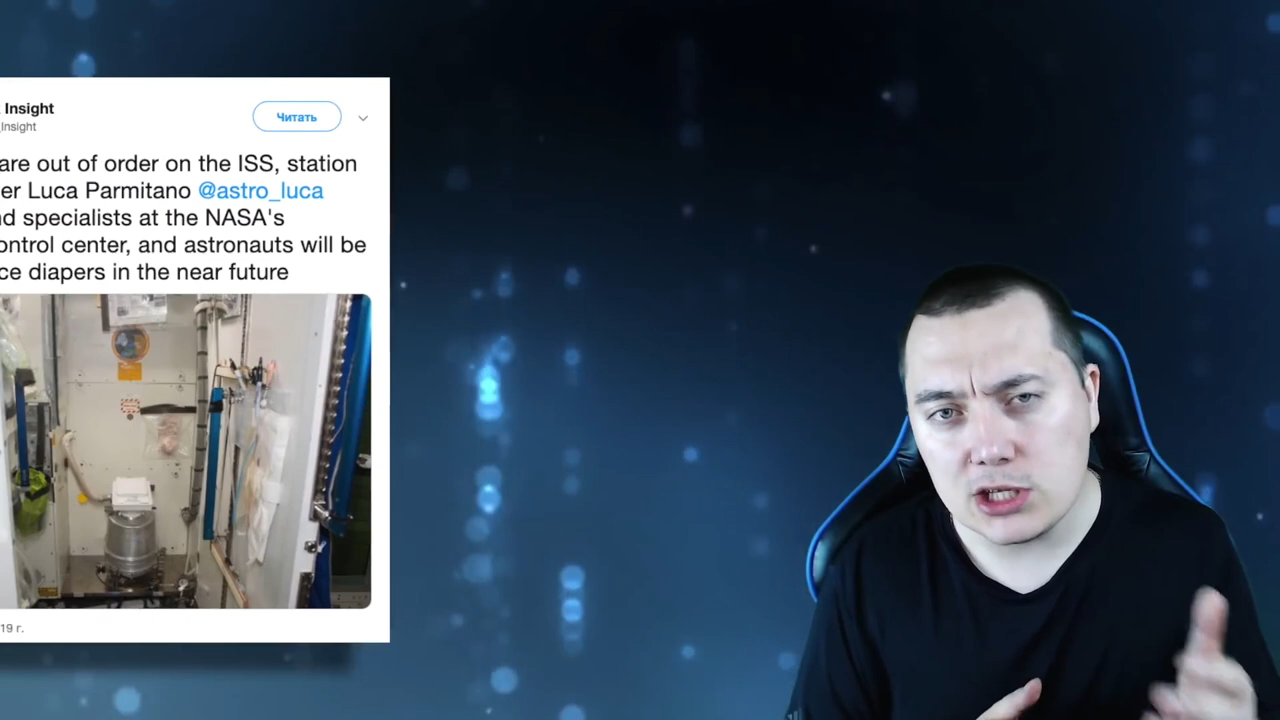 Insight
Insight
Читать
are out of order on the ISS, station
er Luca Parmitano @astro_luca
nd specialists at the NASA's
ontrol center, and astronauts will be
ce diapers in the near future
19 г.